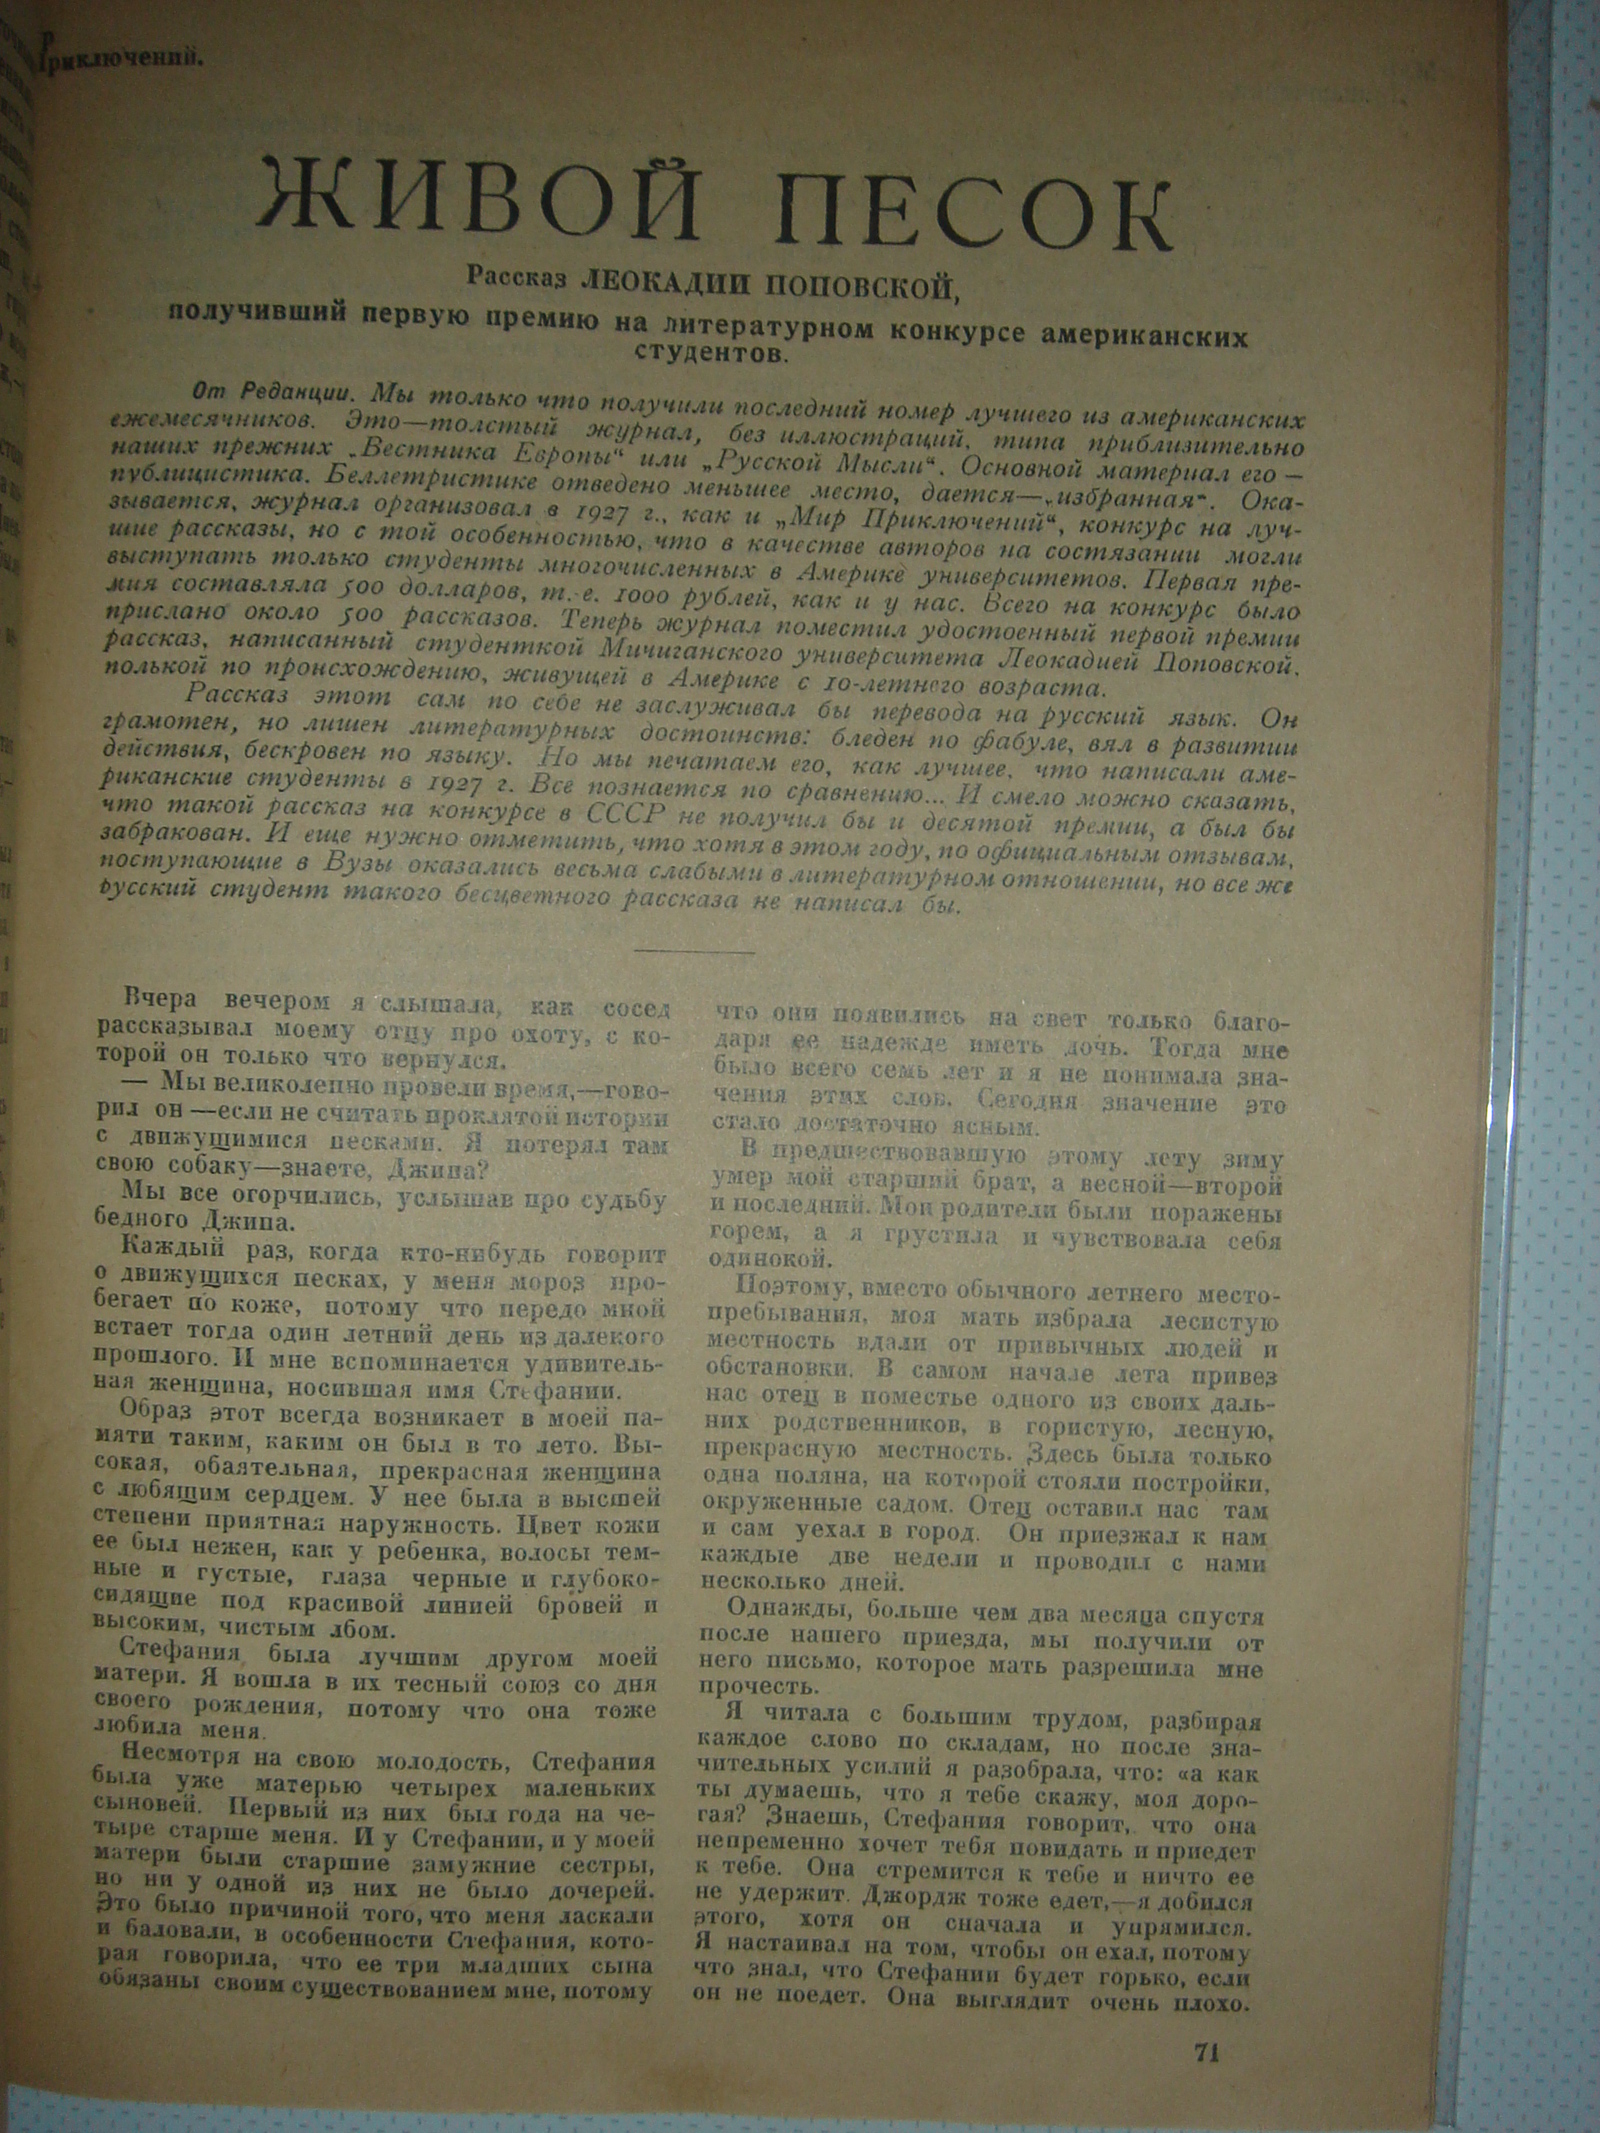 Приключений.
ЖИВОЙ ПЕСОК
Рассказ ЛЕОКАДИИ ПОПОВСКОЙ,
получивший первую премию на литературном конкурсе американских
студентов.
От Редакции. Мы только что получили последний номер лучшего из американских
ежемесячников. Это—толстый журнал, без иллюстраций, типа приблизительно
наших прежних „Вестника Европы“ или „Русской Мысли“. Основной материал его —
публицистика. Беллетристике отведено меньшее место, дается—„избранная“. Ока-
зывается, журнал организовал в 1927 г., как и „Мир Приключений“, конкурс на луч-
шие рассказы, но с той особенностью, что в качестве авторов на состязании могли
выступать только студенты многочисленных в Америке университетов. Первая пре-
мия составляла 500 долларов, т. е. 1000 рублей, как и у нас. Всего на конкурс было
прислано около 500 рассказов. Теперь журнал поместил удостоенный первой премии
рассказ, написанный студенткой Мичиганского университета Леокадией Поповской,
полькой по происхождению, живущей в Америке с 10-летнего возраста.
Рассказ этот сам по себе не заслуживал бы перевода на русский язык. Он
грамотен, но лишен литературных достоинств: бледен по фабуле, вял в развитии
действия, бескровен по языку. Но мы печатаем его, как лучшее, что написали аме-
риканские студенты в 1927 г. Все познается по сравнению... И смело можно сказать,
что такой рассказ на конкурсе в СССР не получил бы и десятой премии, а был бы
забракован. И еще нужно отметить, что хотя в этом году, по официальным отзывам,
поступающие в Вузы оказались весьма слабыми в литературном отношении, но все же
русский студент такого бесцветного рассказа не написал бы.
Вчера вечером я слышала, как сосед
рассказывал моему отцу про охоту, с ко-
торой он только что вернулся.
— Мы великолепно провели время,—гово-
рил он —если не считать проклятой истории
с движущимися песками. Я потерял там
свою собаку—знаете, Джипа?
Мы все огорчились, услышав про судьбу
бедного Джипа.
Каждый раз, когда кто-нибудь говорит
о движущихся песках, у меня мороз про-
бегает по коже, потому что передо мной
встает тогда один летний день из далекого
прошлого. И мне вспоминается удивитель-
ная женщина, носившая имя Стефании.
Образ этот всегда возникает в моей па-
мяти таким, каким он был в то лето. Вы-
сокая, обаятельная, прекрасная женщина
с любящим сердцем. У нее была в высшей
степени приятная наружность. Цвет кожи
ее был нежен, как у ребенка, волосы тем-
ные и густые, глаза черные и глубоко-
сидящие под красивой линией бровей и
высоким, чистым лбом.
Стефания была лучшим другом моей
матери. Я вошла в их тесный союз со дня
своего рождения, потому что она тоже
любила меня.
Несмотря на свою молодость, Стефания
была уже матерью четырех маленьких
сыновей. Первый из них был года на че-
тыре старше меня. И у Стефании, и у моей
матери были старшие замужние сестры,
но ни у одной из них не было дочерей.
Это было причиной того, что меня ласкали
и баловали, в особенности Стефания, кото-
рая говорила, что ее три младших сына
обязаны своим существованием мне, потому
что они появились на свет только благо-
даря ее надежде иметь дочь. Тогда мне
было всего семь лет и я не понимала зна-
чения этих слов. Сегодня значение это
стало достаточно ясным.
В предшествовавшую этому лету зиму
умер мой старший брат, а весной—второй
и последний. Мои родители были поражены
горем, а я грустила и чувствовала себя
одинокой.
Поэтому, вместо обычного летнего место-
пребывания, моя мать избрала лесистую
местность вдали от привычных людей и
обстановки. В самом начале лета привез
нас отец в поместье одного из своих даль-
них родственников, в гористую, лесную,
прекрасную местность. Здесь была только
одна поляна, на которой стояли постройки,
окруженные садом. Отец оставил нас там
и сам уехал в город. Он приезжал к нам
каждые две недели и проводил с нами
несколько дней.
Однажды, больше чем два месяца спустя
после нашего приезда, мы получили от
него письмо, которое мать разрешила мне
прочесть.
Я читала с большим трудом, разбирая
каждое слово по складам, но после зна-
чительных усилий я разобрала, что: «а как
ты думаешь, что я тебе скажу, моя доро-
гая? Знаешь, Стефания говорит, что она
непременно хочет тебя повидать и приедет
к тебе. Она стремится к тебе и ничто ее
не удержит. Джордж тоже едет,—я добился
этого, хотя он сначала и упрямился.
Я настаивал на том, чтобы он ехал, потому
что знал, что Стефании будет горько, если
он не поедет. Она выглядит очень плохо.
71